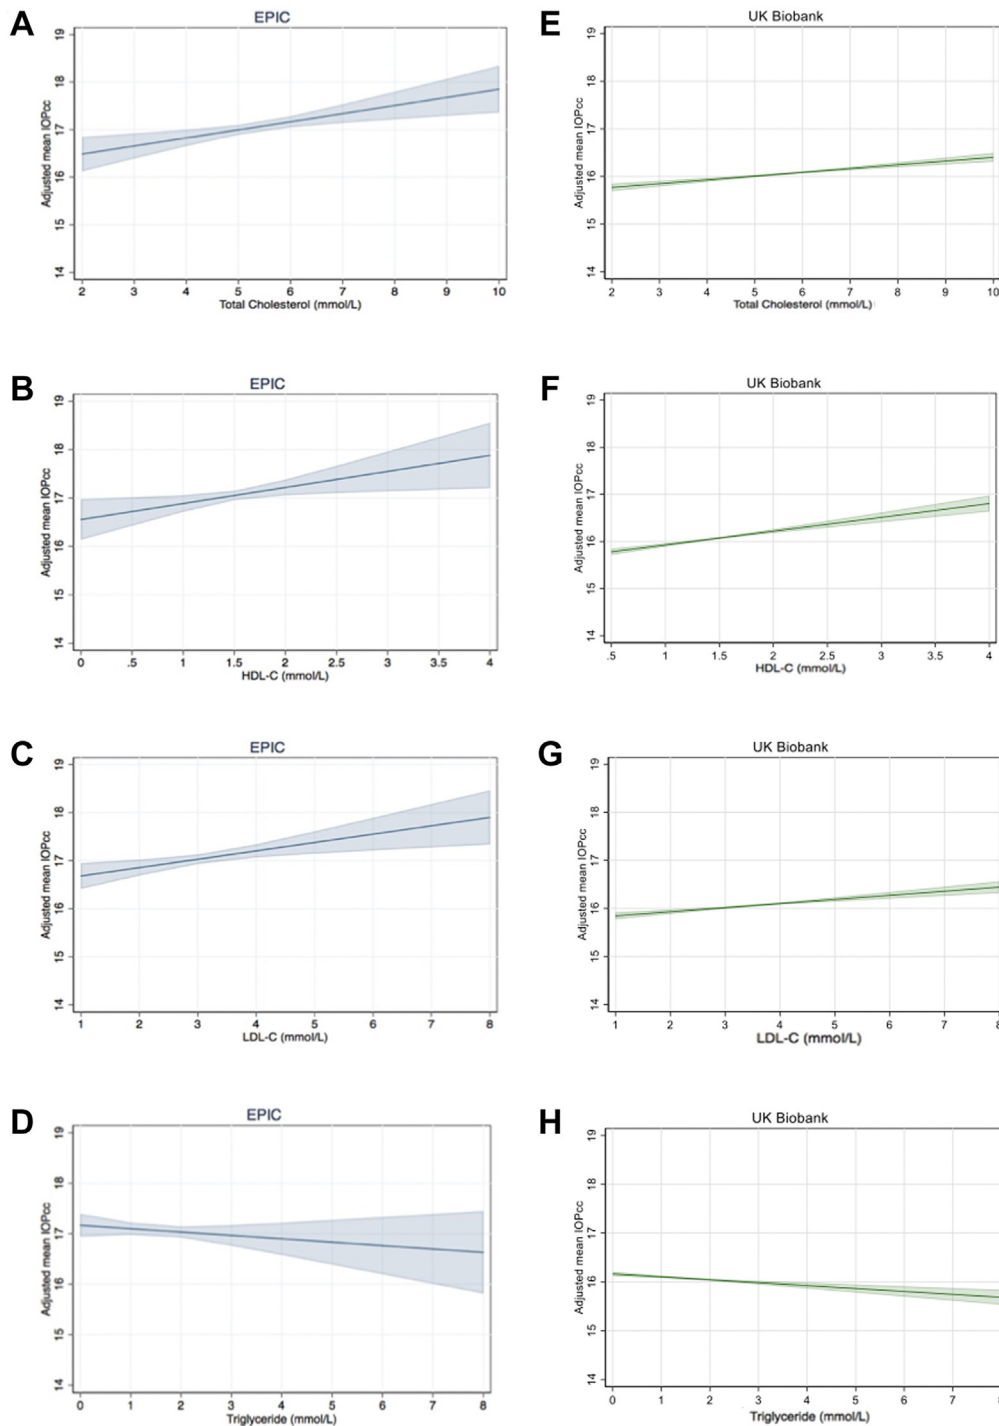 A
EPIC
Adjusted mean IOPcc
19
18
17
16
15
14
2 3 4 5 6 7 8 9 10
Total Cholesterol (mmol/L)
E
UK Biobank
Adjusted mean IOPcc
19
18
17
16
15
14
2 3 4 5 6 7 8 9 10
Total Cholesterol (mmol/L)
B
EPIC
Adjusted mean IOPcc
19
18
17
16
15
14
0 .5 1 1.5 2 2.5 3 3.5 4
HDL-C (mmol/L)
F
UK Biobank
Adjusted mean IOPcc
19
18
17
16
15
14
.5 1 1.5 2 2.5 3 3.5 4
HDL-C (mmol/L)
C
EPIC
Adjusted mean IOPcc
19
18
17
16
15
14
1 2 3 4 5 6 7 8
LDL-C (mmol/L)
G
UK Biobank
Adjusted mean IOPcc
19
18
17
16
15
14
1 2 3 4 5 6 7 8
LDL-C (mmol/L)
D
EPIC
Adjusted mean IOPcc
19
18
17
16
15
14
0 1 2 3 4 5 6 7 8
Triglyceride (mmol/L)
H
UK Biobank
Adjusted mean IOPcc
19
18
17
16
15
14
0 1 2 3 4 5 6 7 8
Triglyceride (mmol/L)